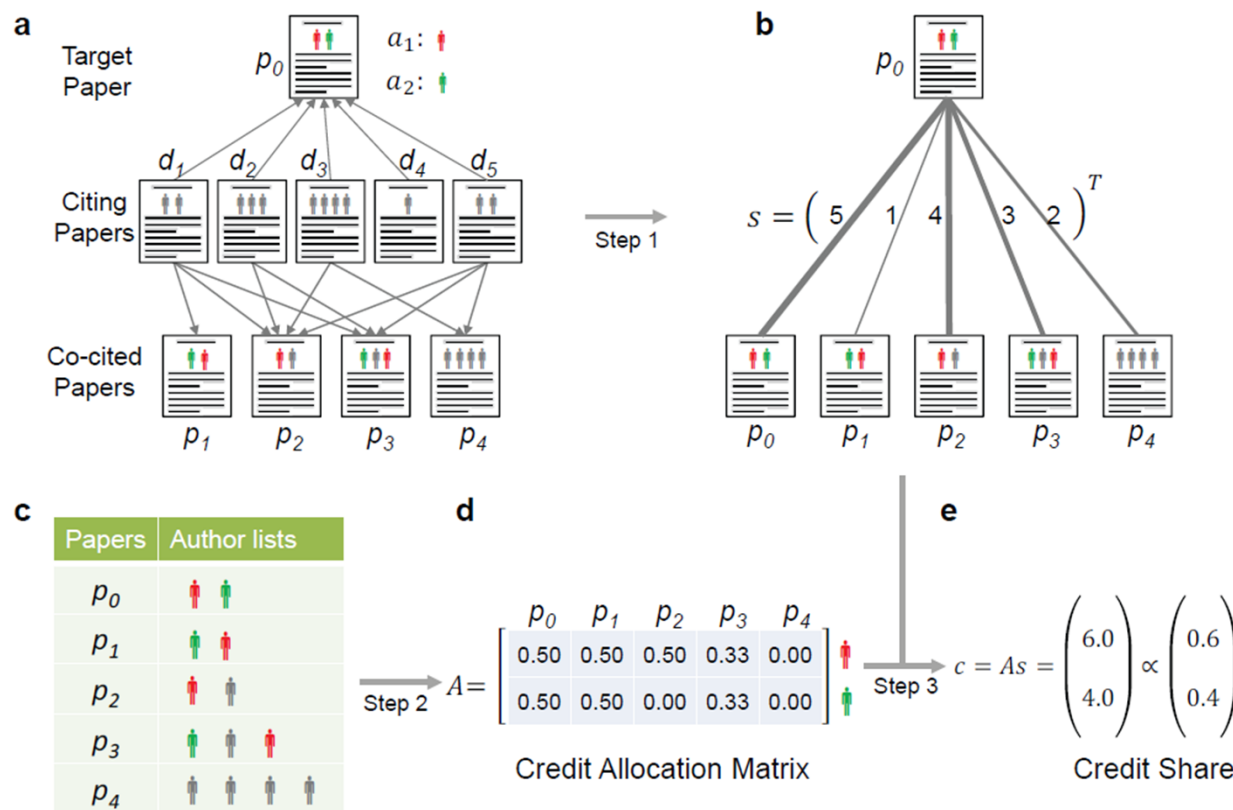 a
Target
Paper
p0
a1:
a2:
d1 d2 d3 d4 d5
Citing
Papers
Co-cited
Papers
p1 p2 p3 p4
Step 1
b
p0
s = ( 5 1 4 3 2 )T
p0 p1 p2 p3 p4
c
Papers Author lists
p0
p1
p2
p3
p4
Step 2
d
p0 p1 p2 p3 p4
A=
0.50 0.50 0.50 0.33 0.00
0.50 0.50 0.00 0.33 0.00
Credit Allocation Matrix
Step 3
e
c = As = ( 6.0 4.0 ) ∝ ( 0.6 0.4 )
Credit Share